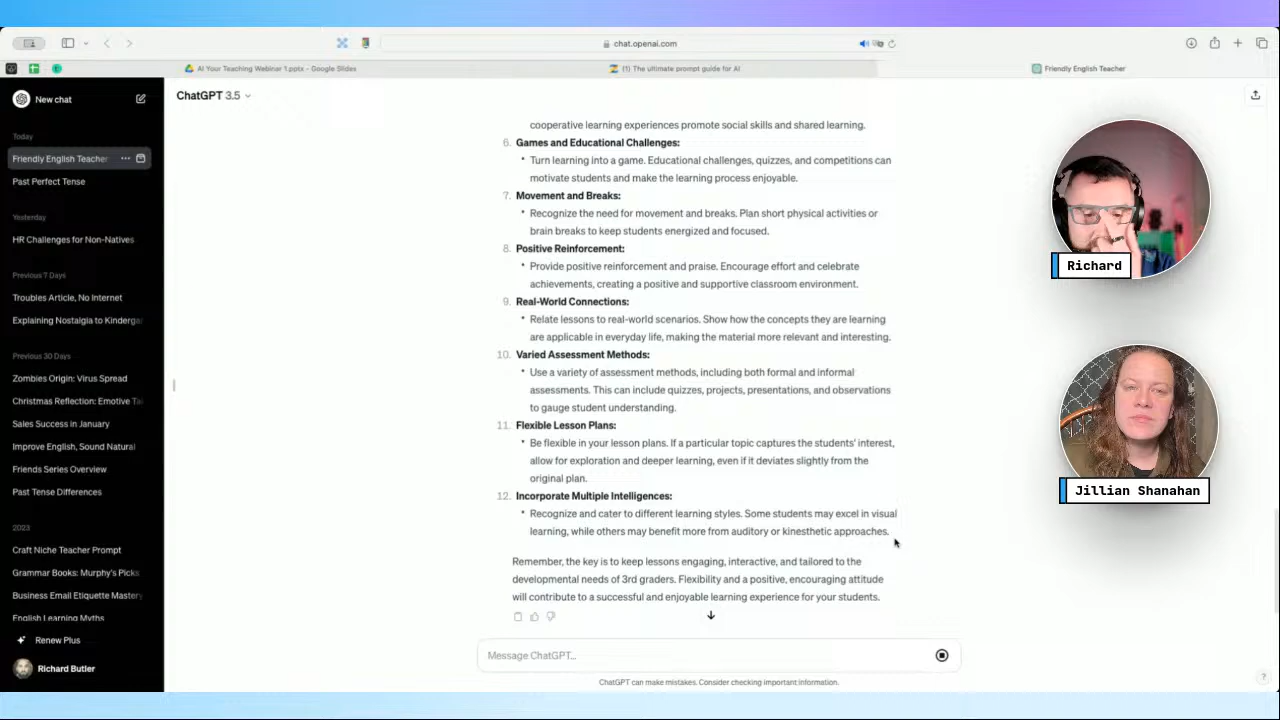 chat.openai.com
AI Your Teaching Webinar 1.pptx - Google Slides
(1) The ultimate prompt guide for AI
Friendly English Teacher
New chat
ChatGPT 3.5
Today
Friendly English Teacher
Past Perfect Tense
Yesterday
HR Challenges for Non-Natives
Previous 7 Days
Troubles Article, No Internet
Explaining Nostalgia to Kinderga
Previous 30 Days
Zombies Origin: Virus Spread
Christmas Reflection: Emotive Ta
Sales Success in January
Improve English, Sound Natural
Friends Series Overview
Past Tense Differences
2023
Craft Niche Teacher Prompt
Grammar Books: Murphy's Picks
Business Email Etiquette Mastery
English Learning Myths
Renew Plus
Richard Butler
cooperative learning experiences promote social skills and shared learning.
6. Games and Educational Challenges:
• Turn learning into a game. Educational challenges, quizzes, and competitions can
motivate students and make the learning process enjoyable.
7. Movement and Breaks:
• Recognize the need for movement and breaks. Plan short physical activities or
brain breaks to keep students energized and focused.
8. Positive Reinforcement:
• Provide positive reinforcement and praise. Encourage effort and celebrate
achievements, creating a positive and supportive classroom environment.
9. Real-World Connections:
• Relate lessons to real-world scenarios. Show how the concepts they are learning
are applicable in everyday life, making the material more relevant and interesting.
10. Varied Assessment Methods:
• Use a variety of assessment methods, including both formal and informal
assessments. This can include quizzes, projects, presentations, and observations
to gauge student understanding.
11. Flexible Lesson Plans:
• Be flexible in your lesson plans. If a particular topic captures the students' interest,
allow for exploration and deeper learning, even if it deviates slightly from the
original plan.
12. Incorporate Multiple Intelligences:
• Recognize and cater to different learning styles. Some students may excel in visual
learning, while others may benefit more from auditory or kinesthetic approaches.
Remember, the key is to keep lessons engaging, interactive, and tailored to the
developmental needs of 3rd graders. Flexibility and a positive, encouraging attitude
will contribute to a successful and enjoyable learning experience for your students.
Message ChatGPT...
ChatGPT can make mistakes. Consider checking important information.
Richard
Jillian Shanahan